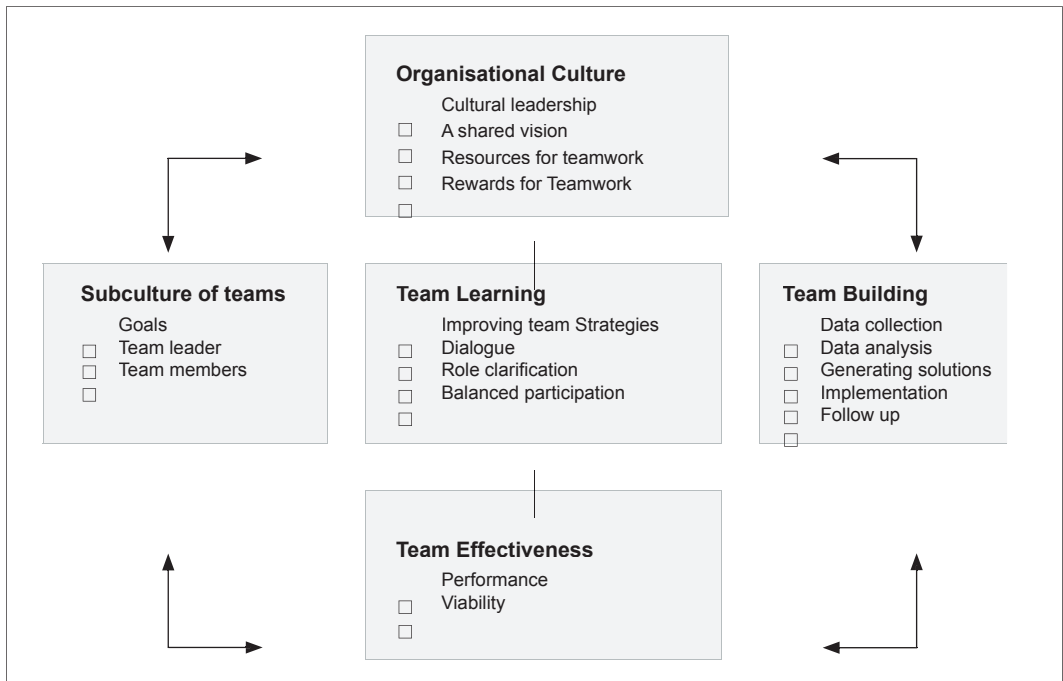 Organisational Culture
Cultural leadership
A shared vision
Resources for teamwork
Rewards for Teamwork
Subculture of teams
Goals
Team leader
Team members
Team Learning
Improving team Strategies
Dialogue
Role clarification
Balanced participation
Team Building
Data collection
Data analysis
Generating solutions
Implementation
Follow up
Team Effectiveness
Performance
Viability